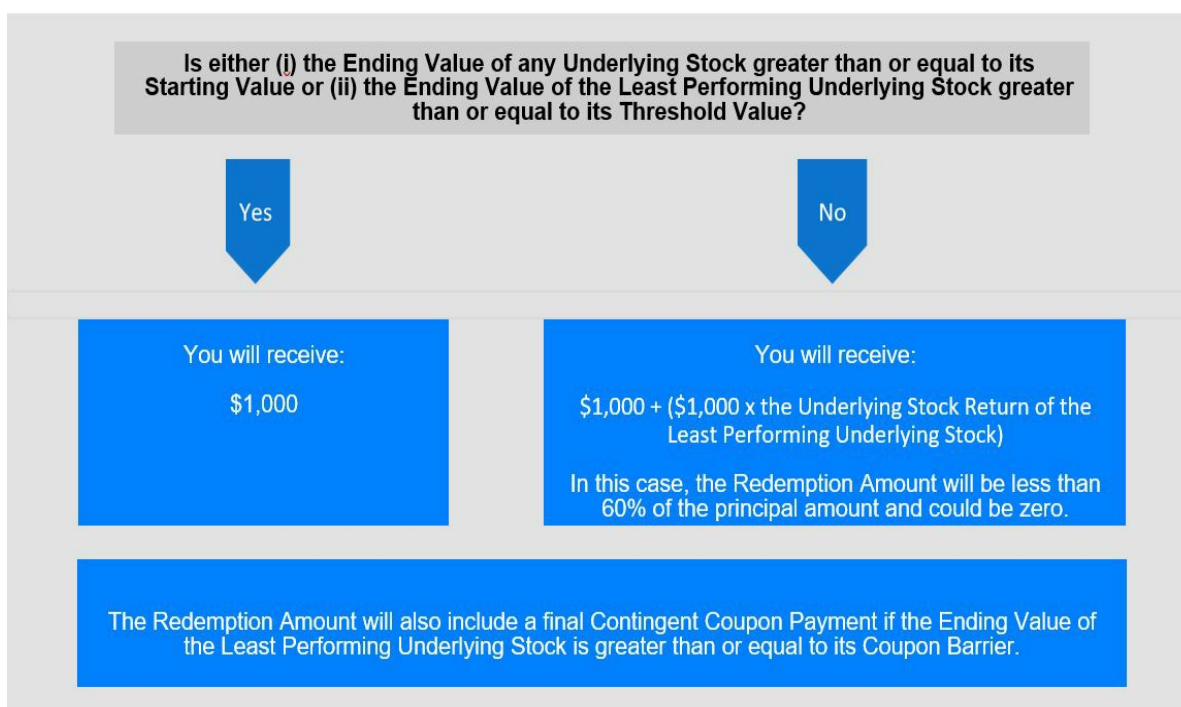 Is either (i) the Ending Value of any Underlying Stock greater than or equal to its
Starting Value or (ii) the Ending Value of the Least Performing Underlying Stock greater
than or equal to its Threshold Value?
Yes
No
You will receive:
$1,000
You will receive:
$1,000 + ($1,000 x the Underlying Stock Return of the
Least Performing Underlying Stock)
In this case, the Redemption Amount will be less than
60% of the principal amount and could be zero.
The Redemption Amount will also include a final Contingent Coupon Payment if the Ending Value of
the Least Performing Underlying Stock is greater than or equal to its Coupon Barrier.